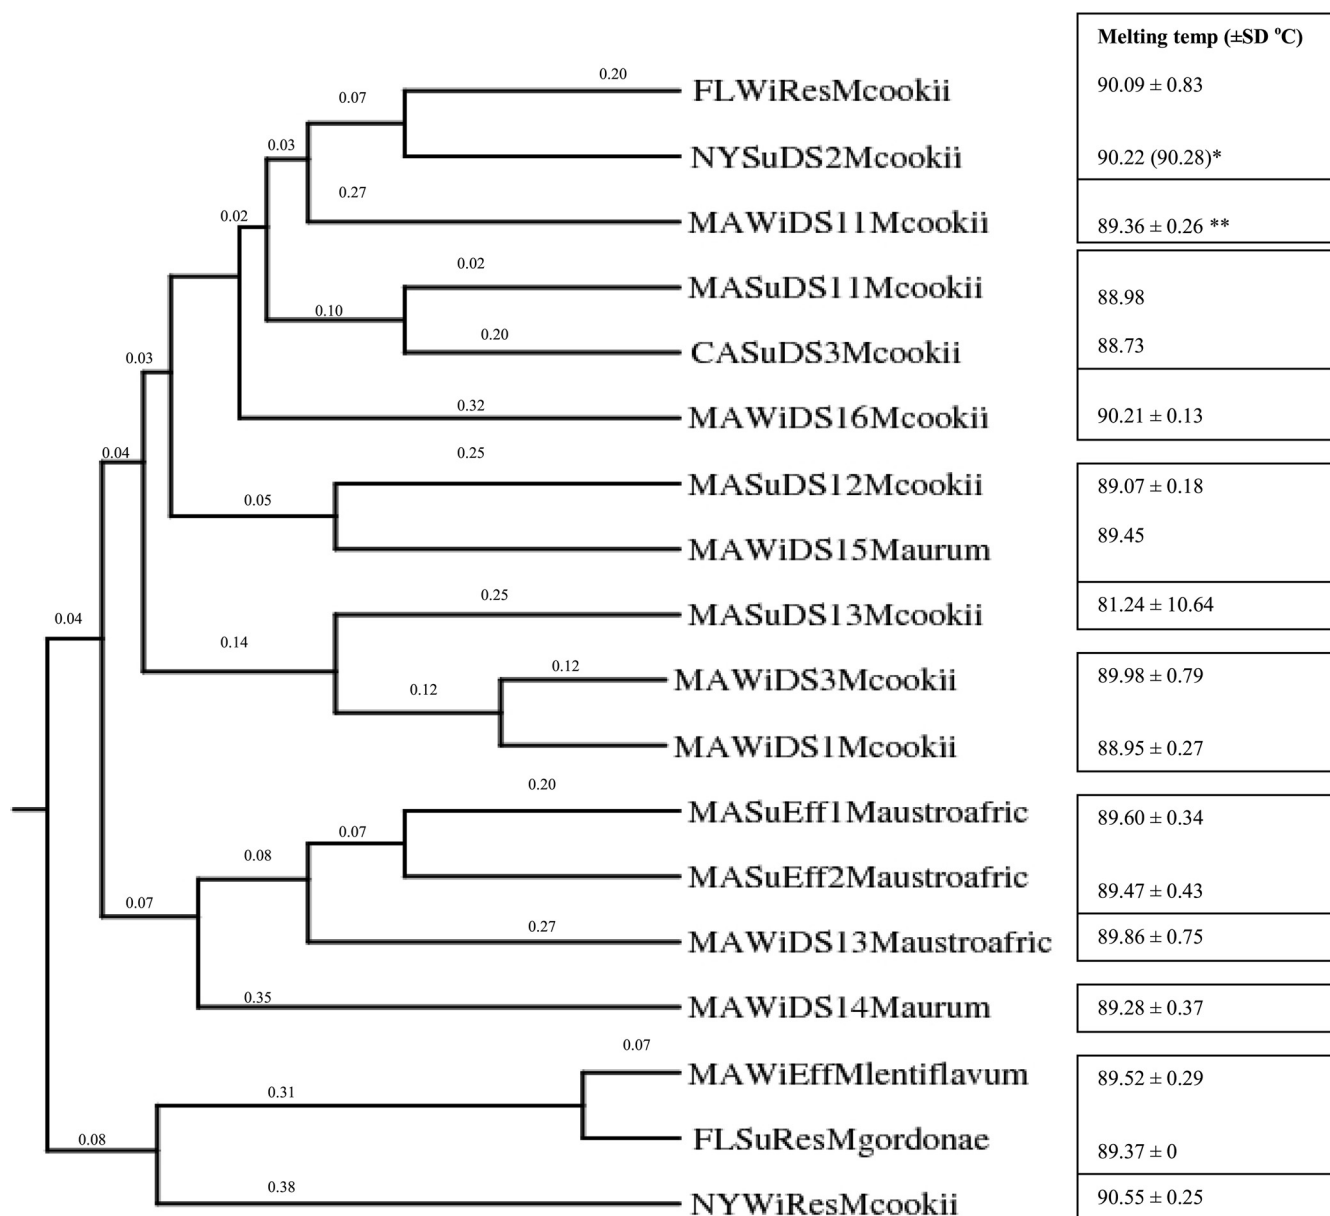 Melting temp (±SD ºC)
0.20
FLWiResMcookii
90.09 ± 0.83
0.07
0.03
NYSuDS2Mcookii
90.22 (90.28)*
0.27
0.02
MAWiDS11Mcookii
89.36 ± 0.26 **
0.02
MASuDS11Mcookii
88.98
0.10
0.20
CASuDS3Mcookii
88.73
0.03
0.32
MAWiDS16Mcookii
90.21 ± 0.13
0.04
0.25
MASuDS12Mcookii
89.07 ± 0.18
0.05
MAWiDS15Maurum
89.45
0.25
MASuDS13Mcookii
81.24 ± 10.64
0.04
0.14
0.12
MAWiDS3Mcookii
89.98 ± 0.79
0.12
MAWiDS1Mcookii
88.95 ± 0.27
0.20
MASuEff1Maustroafric
89.60 ± 0.34
0.07
0.08
MASuEff2Maustroafric
89.47 ± 0.43
0.07
0.27
MAWiDS13Maustroafric
89.86 ± 0.75
0.35
MAWiDS14Maurum
89.28 ± 0.37
0.07
MAWiEffMlentiflavum
89.52 ± 0.29
0.31
0.08
FLSuResMgordonae
89.37 ± 0
0.38
NYWiResMcookii
90.55 ± 0.25